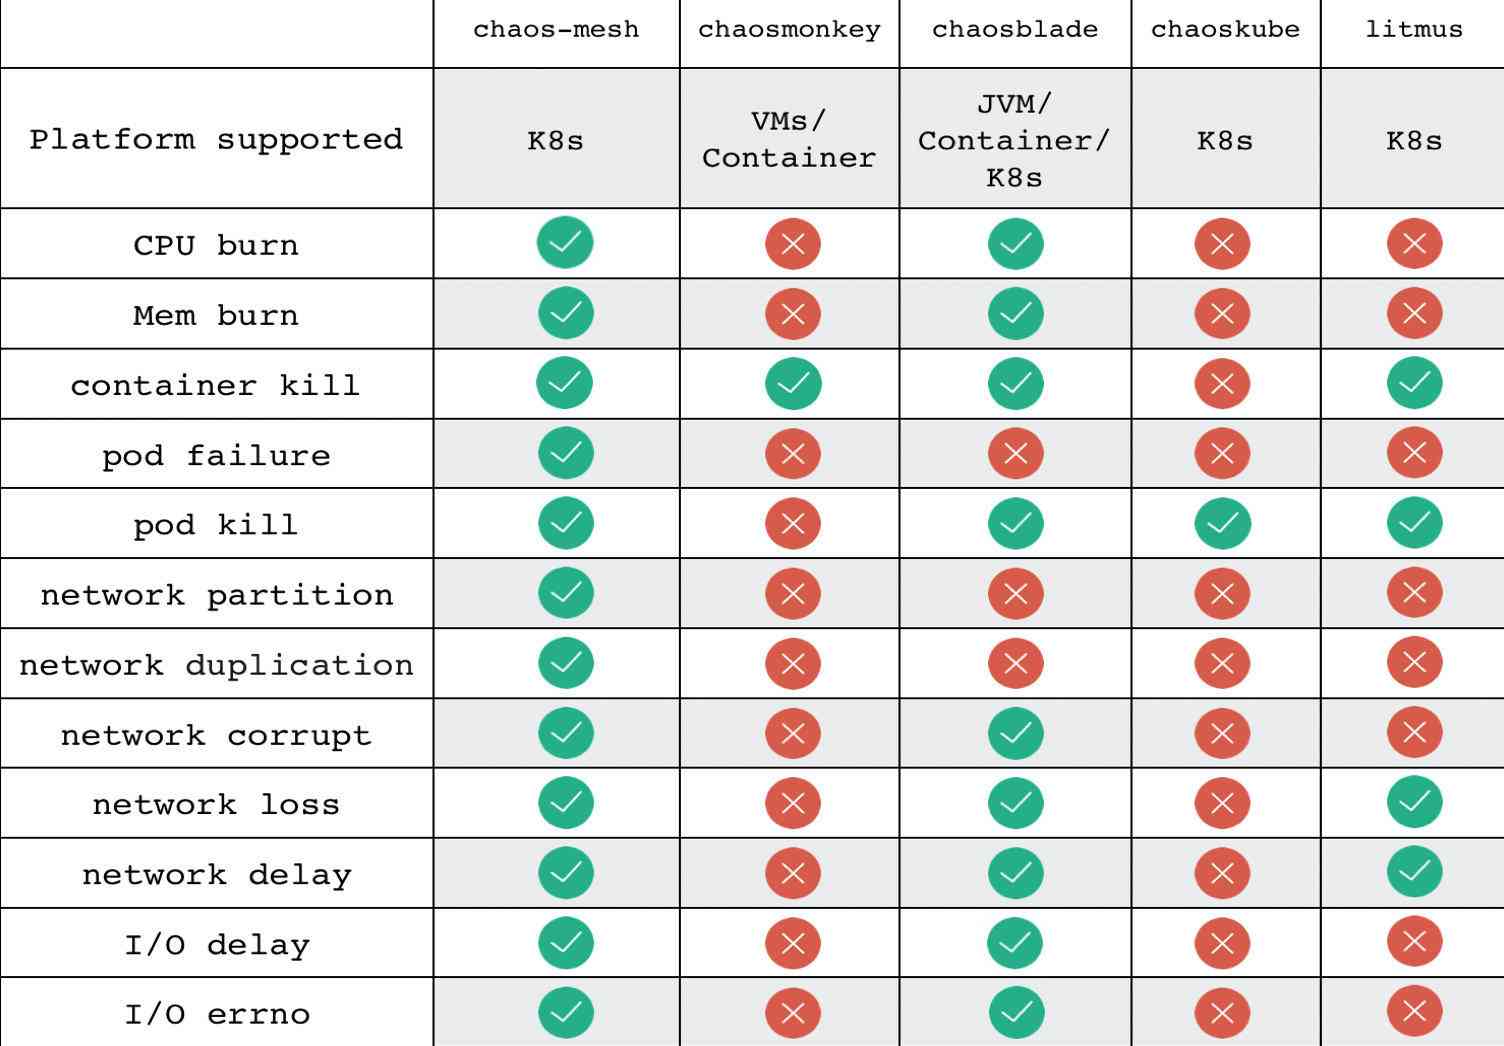 chaos-mesh chaosmonkey chaosblade chaoskube litmus
Platform supported
K8s
VMs/
Container
JVM/
Container/
K8s
K8s
K8s
CPU burn
Mem burn
container kill
pod failure
pod kill
network partition
network duplication
network corrupt
network loss
network delay
I/O delay
I/O errno